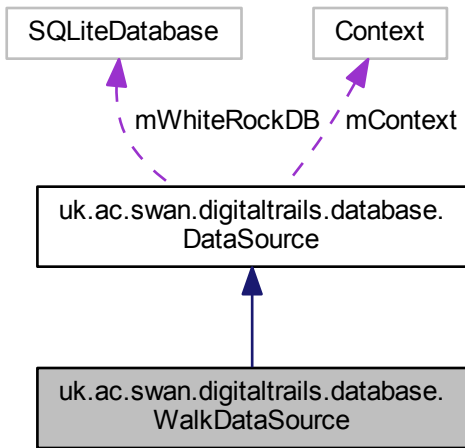 SQLiteDatabase
Context
mWhiteRockDB
mContext
uk.ac.swan.digitaltrails.database.
DataSource
uk.ac.swan.digitaltrails.database.
WalkDataSource